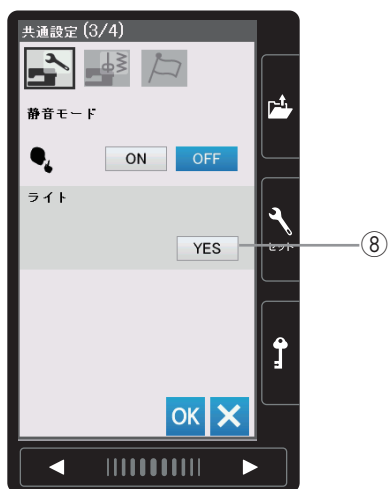 共通設定 (3/4)
静音モード
ON OFF
ライト
YES
セット
⑧
OK